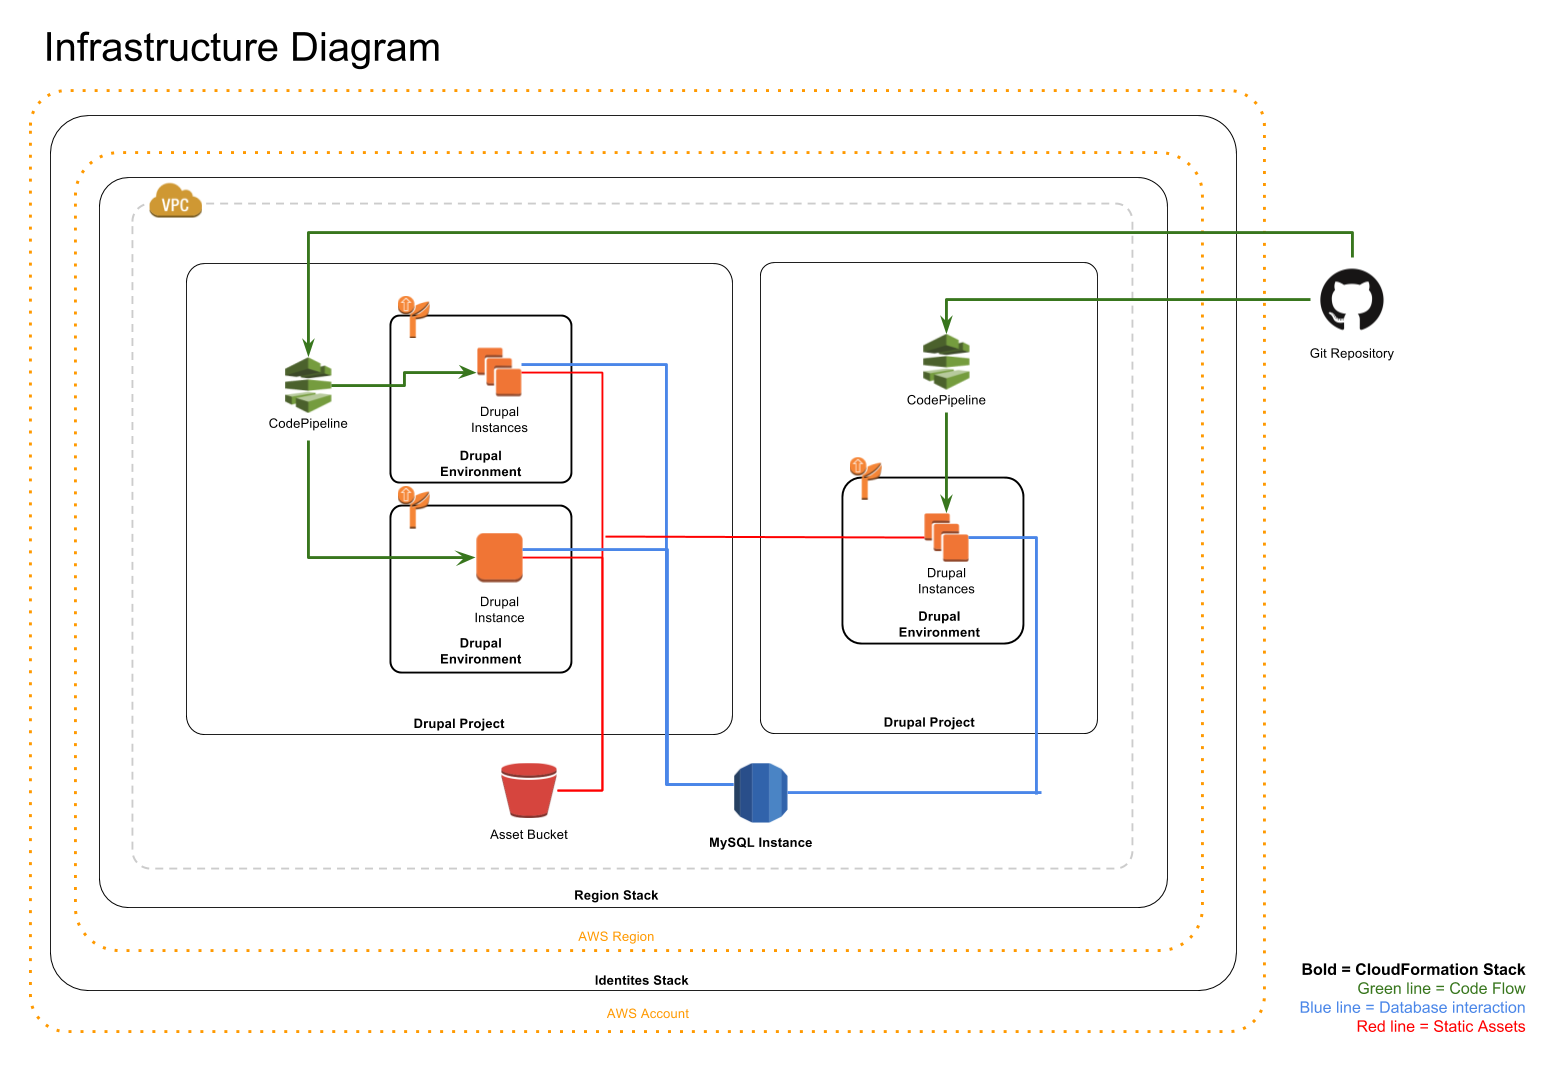 Infrastructure Diagram
VPC
Git Repository
CodePipeline
Drupal
Instances
Drupal
Environment
CodePipeline
Drupal
Instance
Drupal
Environment
Drupal
Instances
Drupal
Environment
Drupal Project
Drupal Project
Asset Bucket
MySQL Instance
Region Stack
AWS Region
Identites Stack
AWS Account
Bold = CloudFormation Stack
Green line = Code Flow
Blue line = Database interaction
Red line = Static Assets